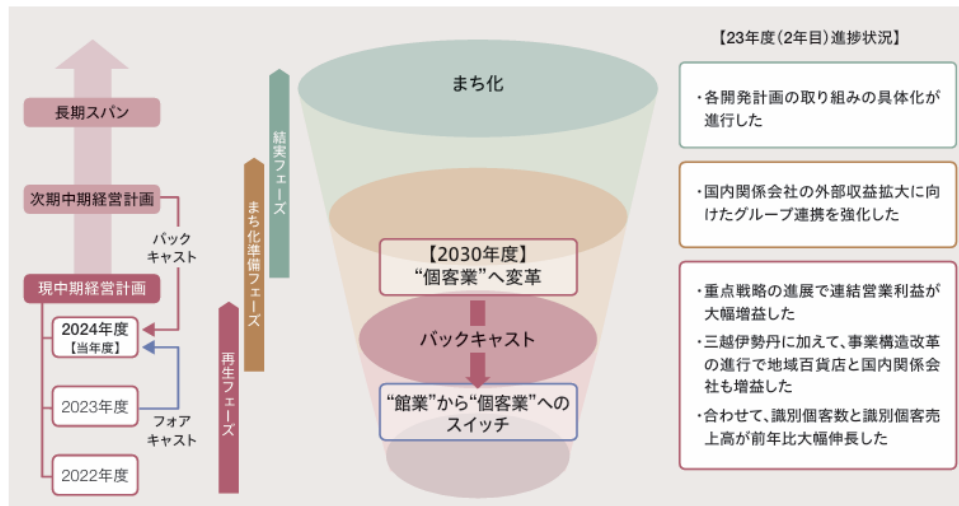 長期スパン
次期中期経営計画
バック
キャスト
現中期経営計画
2024年度
【当年度】
2023年度
フォア
キャスト
2022年度
再生フェーズ
まち化準備フェーズ
結実フェーズ
まち化
【2030年度】
“個客業”へ変革
バックキャスト
“館業”から“個客業”への
スイッチ
【23年度（2年目）進捗状況】
・各開発計画の取り組みの具体化が
進行した
・国内関係会社の外部収益拡大に向
けたグループ連携を強化した
・重点戦略の進展で連結営業利益が
大幅増益した
・三越伊勢丹に加えて、事業構造改革
の進行で地域百貨店と国内関係会
社も増益した
・合わせて、識別個客数と識別個客売
上高が前年比大幅伸長した